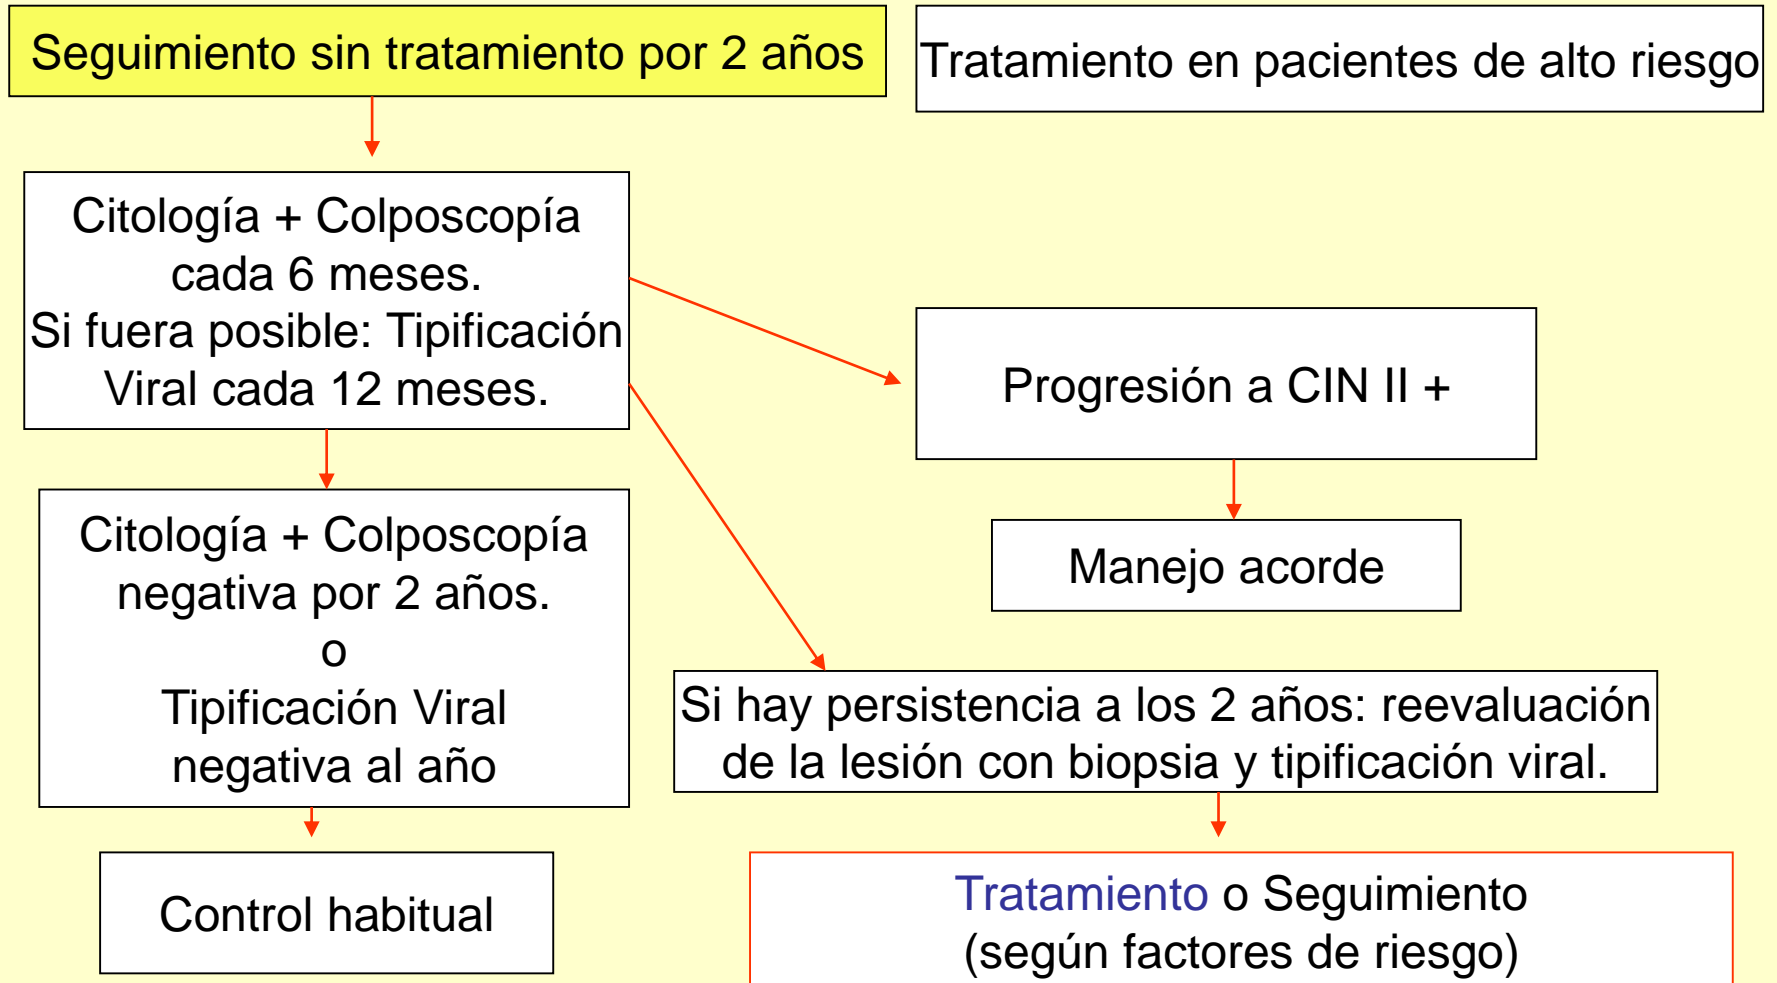 Seguimiento sin tratamiento por 2 años
Tratamiento en pacientes de alto riesgo
Citología + Colposcopía
cada 6 meses.
Si fuera posible: Tipificación
Viral cada 12 meses.
Progresión a CIN II +
Citología + Colposcopía
negativa por 2 años.
o
Tipificación Viral
negativa al año
Manejo acorde
Si hay persistencia a los 2 años: reevaluación
de la lesión con biopsia y tipificación viral.
Control habitual
Tratamiento o Seguimiento
(según factores de riesgo)